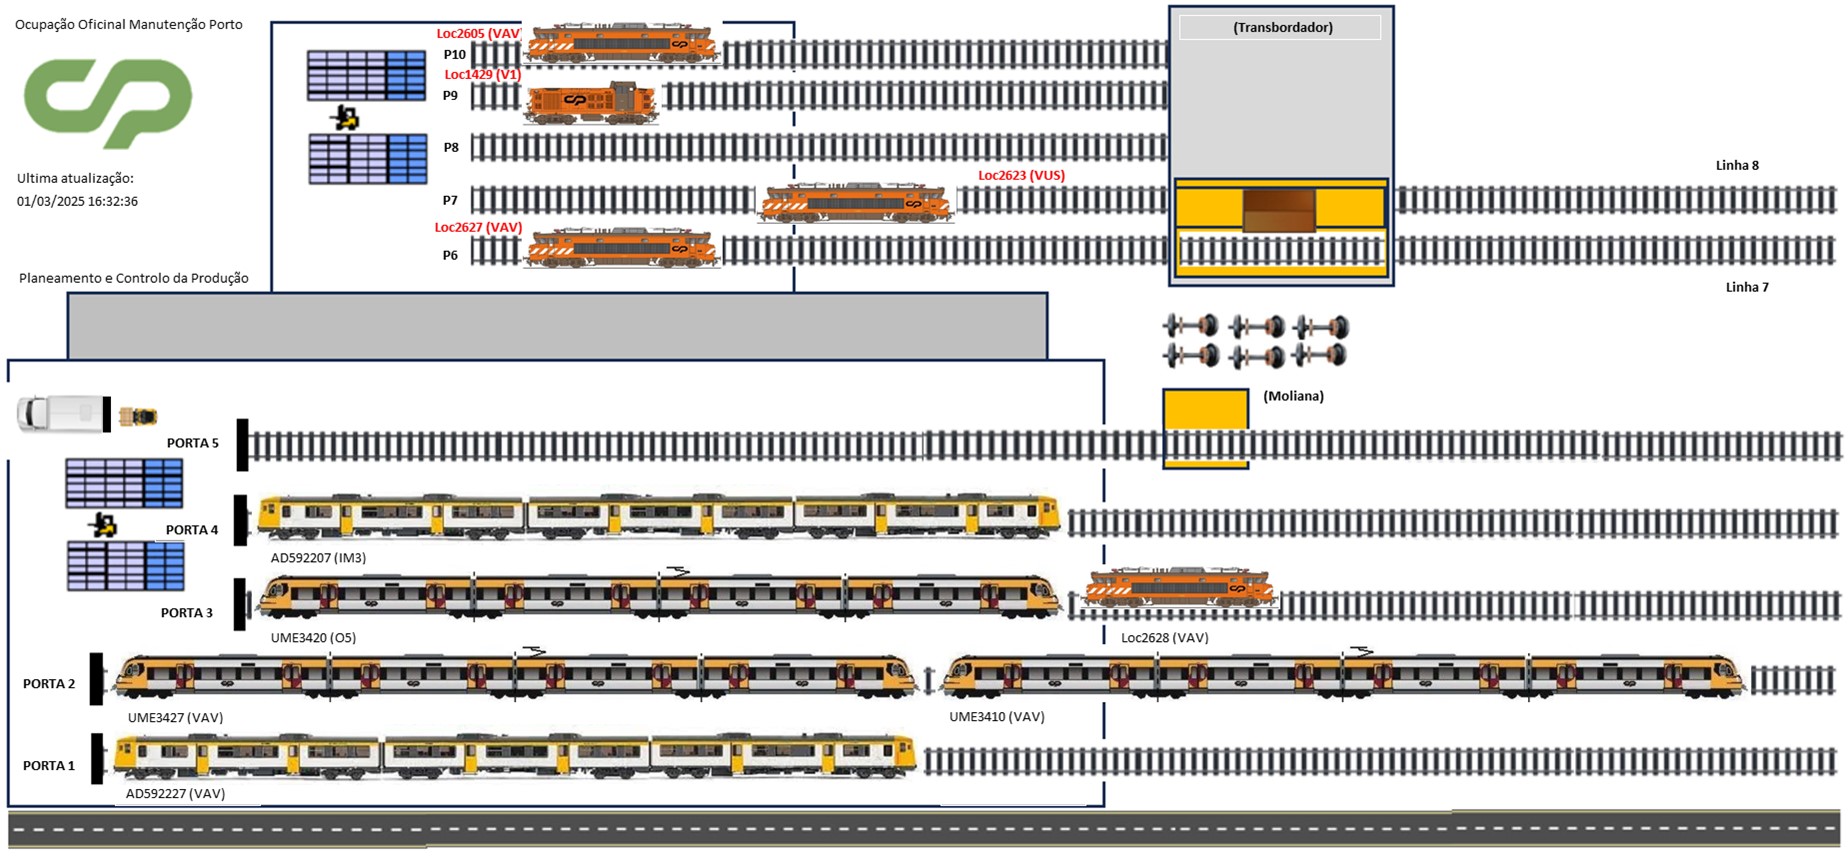 Ocupação Oficinal Manutenção Porto
CP
Ultima atualização:
01/03/2025 16:32:36
Planeamento e Controlo da Produção
Loc2605 (VAV)
P10
Loc1429 (V1)
P9
P8
Loc2623 (VUS)
P7
Loc2627 (VAV)
P6
(Transbordador)
Linha 8
Linha 7
(Moliana)
PORTA 5
PORTA 4
AD592207 (IM3)
PORTA 3
UME3420 (O5)
Loc2628 (VAV)
PORTA 2
UME3427 (VAV)
UME3410 (VAV)
PORTA 1
AD592227 (VAV)